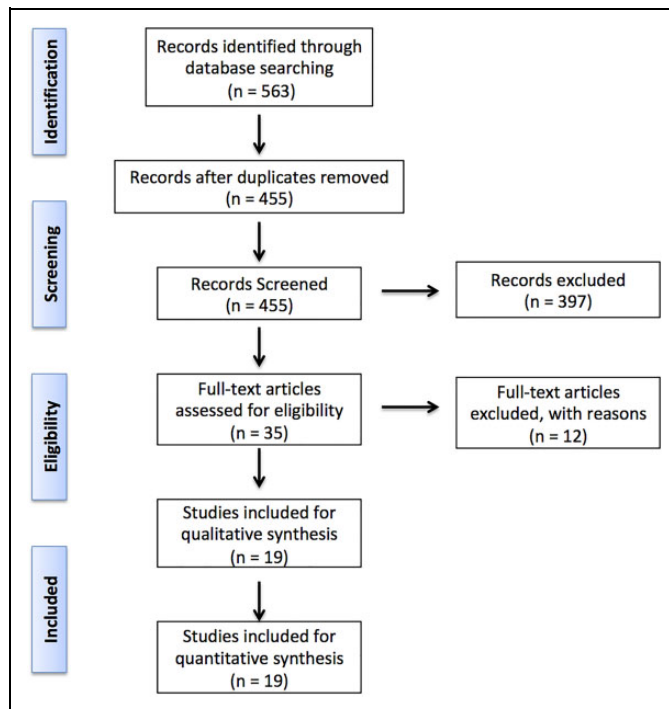 Identification
Records identified through
database searching
(n = 563)
Records after duplicates removed
(n = 455)
Screening
Records Screened
(n = 455)
Records excluded
(n = 397)
Eligibility
Full-text articles
assessed for eligibility
(n = 35)
Full-text articles
excluded, with reasons
(n = 12)
Studies included for
qualitative synthesis
(n = 19)
Included
Studies included for
quantitative synthesis
(n = 19)